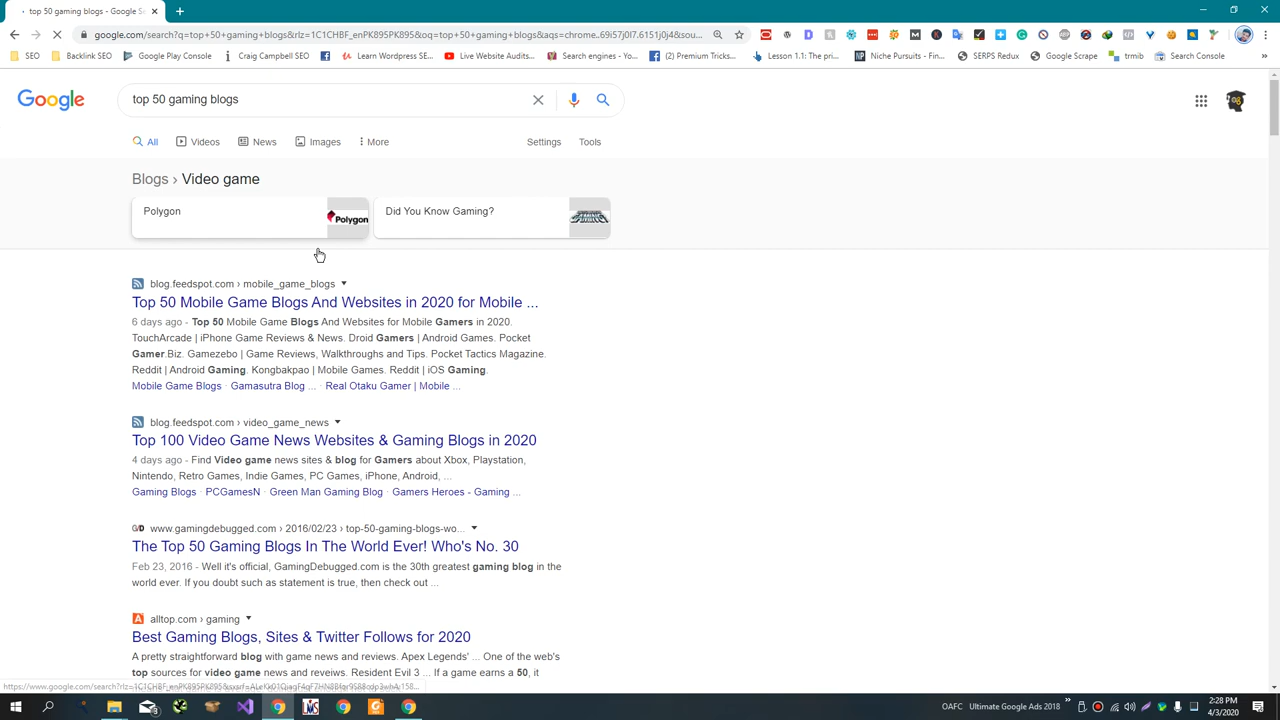 top 50 gaming blogs - Google Se
google.com/search?q=top+50+gaming+blogs&rlz=1C1CHBF_enPK895PK895&oq=top+50+gaming+blogs&aqs=chrome..69i57j0l7.6151j0j4&sou...
SEO
Backlink SEO
Google Play Console
Craig Campbell SEO
Learn Wordpress SE...
Live Website Audits...
Search engines - Yo...
(2) Premium Tricks...
Lesson 1.1: The pri...
Niche Pursuits - Fin...
SERPS Redux
Google Scrape
trmib
Search Console
Google
top 50 gaming blogs
All
Videos
News
Images
More
Settings
Tools
Blogs › Video game
Polygon
Polygon
Did You Know Gaming?
GAMING
blog.feedspot.com › mobile_game_blogs
Top 50 Mobile Game Blogs And Websites in 2020 for Mobile ...
6 days ago - Top 50 Mobile Game Blogs And Websites for Mobile Gamers in 2020.
TouchArcade | iPhone Game Reviews & News. Droid Gamers | Android Games. Pocket
Gamer.Biz. Gamezebo | Game Reviews, Walkthroughs and Tips. Pocket Tactics Magazine.
Reddit | Android Gaming. Kongbakpao | Mobile Games. Reddit | iOS Gaming.
Mobile Game Blogs · Gamasutra Blog ... · Real Otaku Gamer | Mobile ...
blog.feedspot.com › video_game_news
Top 100 Video Game News Websites & Gaming Blogs in 2020
4 days ago - Find Video game news sites & blog for Gamers about Xbox, Playstation,
Nintendo, Retro Games, Indie Games, PC Games, iPhone, Android, ...
Gaming Blogs · PCGamesN · Green Man Gaming Blog · Gamers Heroes - Gaming ...
G/D www.gamingdebugged.com › 2016/02/23 › top-50-gaming-blogs-wo...
The Top 50 Gaming Blogs In The World Ever! Who's No. 30
Feb 23, 2016 - Well it's official, GamingDebugged.com is the 30th greatest gaming blog in the
world ever. If you doubt such as statement is true, then check out ...
alltop.com › gaming
Best Gaming Blogs, Sites & Twitter Follows for 2020
A pretty straightforward blog with game news and reviews. Apex Legends' ... One of the web's
top sources for video game news and reveiws. Resident Evil 3 ... If a game earns a 50, it
OAFC
Ultimate Google Ads 2018
2:28 PM
4/3/2020